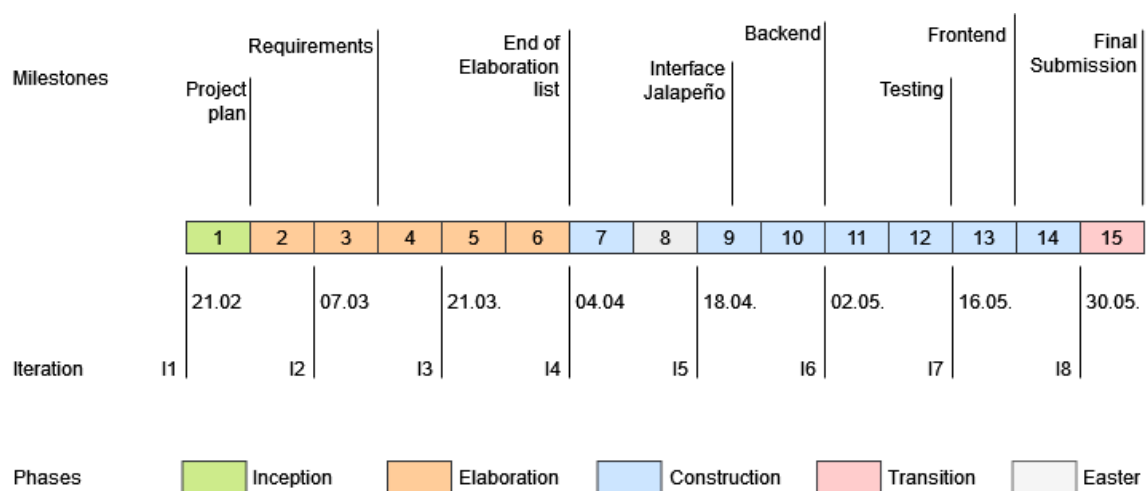 Milestones
Project
plan
Requirements
End of
Elaboration
list
Interface
Jalapeño
Backend
Testing
Frontend
Final
Submission
1 2 3 4 5 6 7 8 9 10 11 12 13 14 15
21.02 07.03 21.03. 04.04 18.04. 02.05. 16.05. 30.05.
Iteration I1 I2 I3 I4 I5 I6 I7 I8
Phases Inception Elaboration Construction Transition Easter